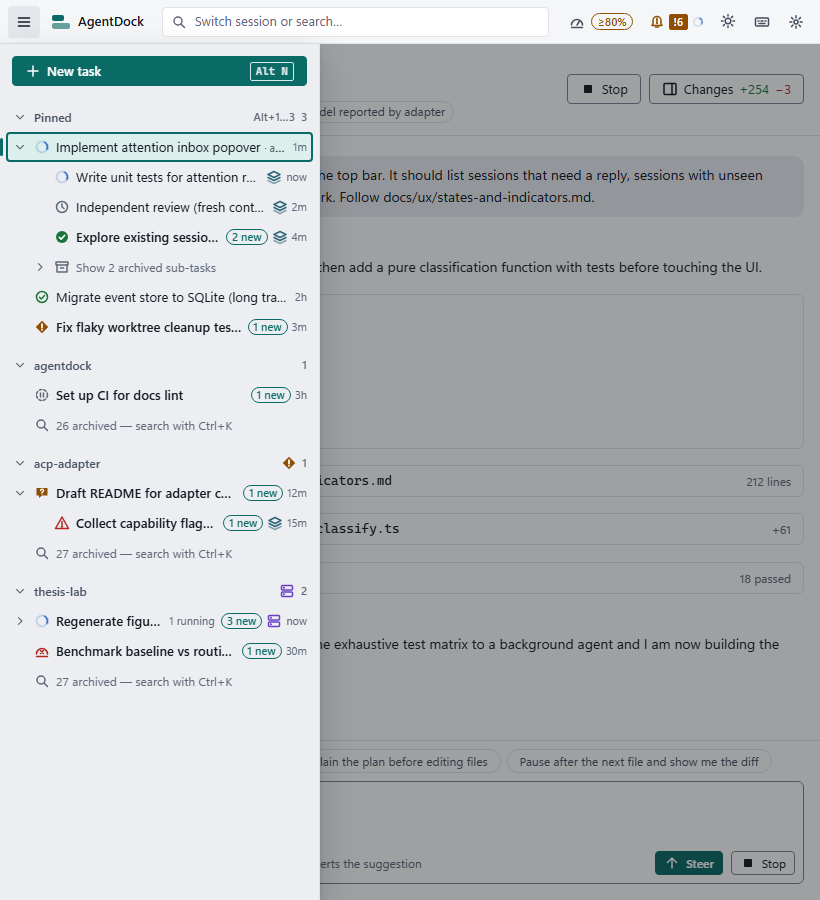 AgentDock
Switch session or search...
≥80%
!6
New task
Alt N
Stop
Changes +254 −3
Pinned
Alt+1…3 3
del reported by adapter
Implement attention inbox popover · a… 1m
Write unit tests for attention r… now
Independent review (fresh cont… 2m
Explore existing sessio… 2 new 4m
Show 2 archived sub-tasks
Migrate event store to SQLite (long tra… 2h
Fix flaky worktree cleanup tes… 1 new 3m
agentdock 1
Set up CI for docs lint 1 new 3h
26 archived — search with Ctrl+K
acp-adapter 1
Draft README for adapter c… 1 new 12m
Collect capability flag… 1 new 15m
27 archived — search with Ctrl+K
thesis-lab 2
Regenerate figu… 1 running 3 new now
Benchmark baseline vs routi… 1 new 30m
27 archived — search with Ctrl+K
the top bar. It should list sessions that need a reply, sessions with unseen
rk. Follow docs/ux/states-and-indicators.md.
then add a pure classification function with tests before touching the UI.
icators.md 212 lines
classify.ts +61
18 passed
he exhaustive test matrix to a background agent and I am now building the
lain the plan before editing files
Pause after the next file and show me the diff
erts the suggestion
Steer
Stop